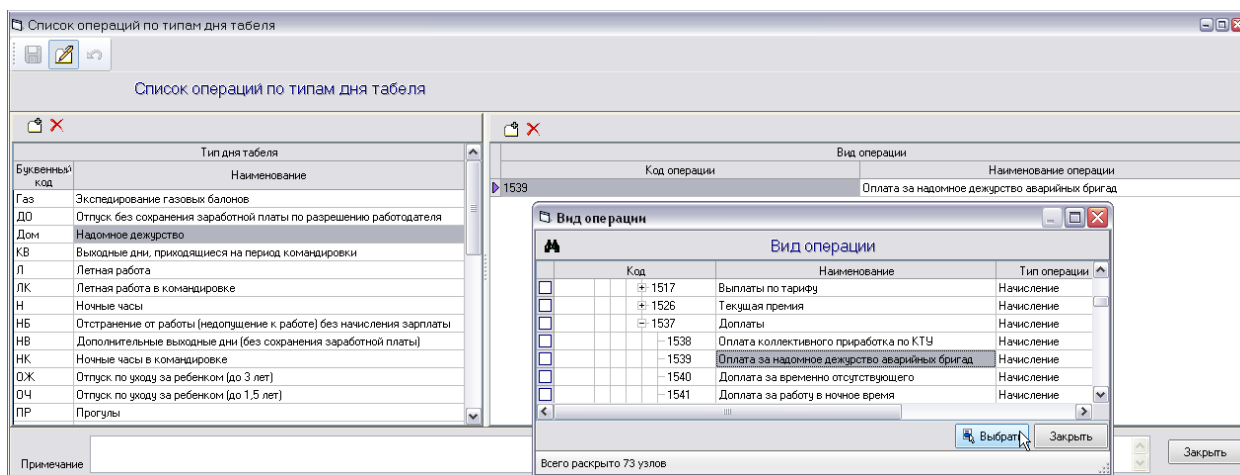 Список операций по типам дня табеля
Список операций по типам дня табеля
Тип дня табеля
Буквенный код Наименование
Газ Экспедирование газовых балонов
ДО Отпуск без сохранения заработной платы по разрешению работодателя
Дом Надомное дежурство
КВ Выходные дни, приходящиеся на период командировки
Л Летная работа
ЛК Летная работа в командировке
Н Ночные часы
НБ Отстранение от работы (недопущение к работе) без начисления зарплаты
НВ Дополнительные выходные дни (без сохранения заработной платы)
НК Ночные часы в командировке
ОЖ Отпуск по уходу за ребенком (до 3 лет)
ОЧ Отпуск по уходу за ребенком (до 1,5 лет)
ПР Прогулы
Вид операции
Код операции Наименование операции
1539 Оплата за надомное дежурство аварийных бригад
Вид операции
Вид операции
Код Наименование Тип операции
1517 Выплаты по тарифу Начисление
1526 Текущая премия Начисление
1537 Доплаты Начисление
1538 Оплата коллективного приработка по КТУ Начисление
1539 Оплата за надомное дежурство аварийных бригад Начисление
1540 Доплата за временно отсутствующего Начисление
1541 Доплата за работу в ночное время Начисление
Выбрать Закрыть
Всего раскрыто 73 узлов
Примечание
Закрыть